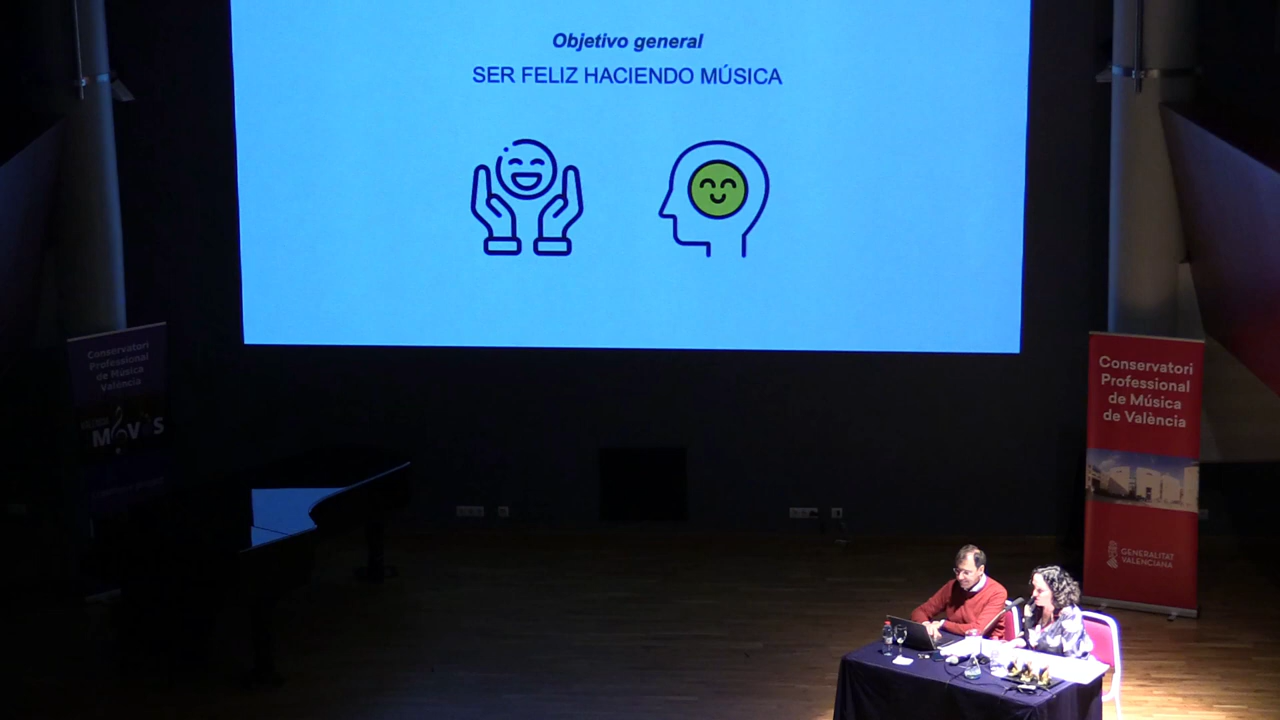 Objetivo general
SER FELIZ HACIENDO MÚSICA
Conservatori
Professional
de Música
València
MOVOS
Conservatori
Professional
de Música
de València
GENERALITAT
VALENCIANA